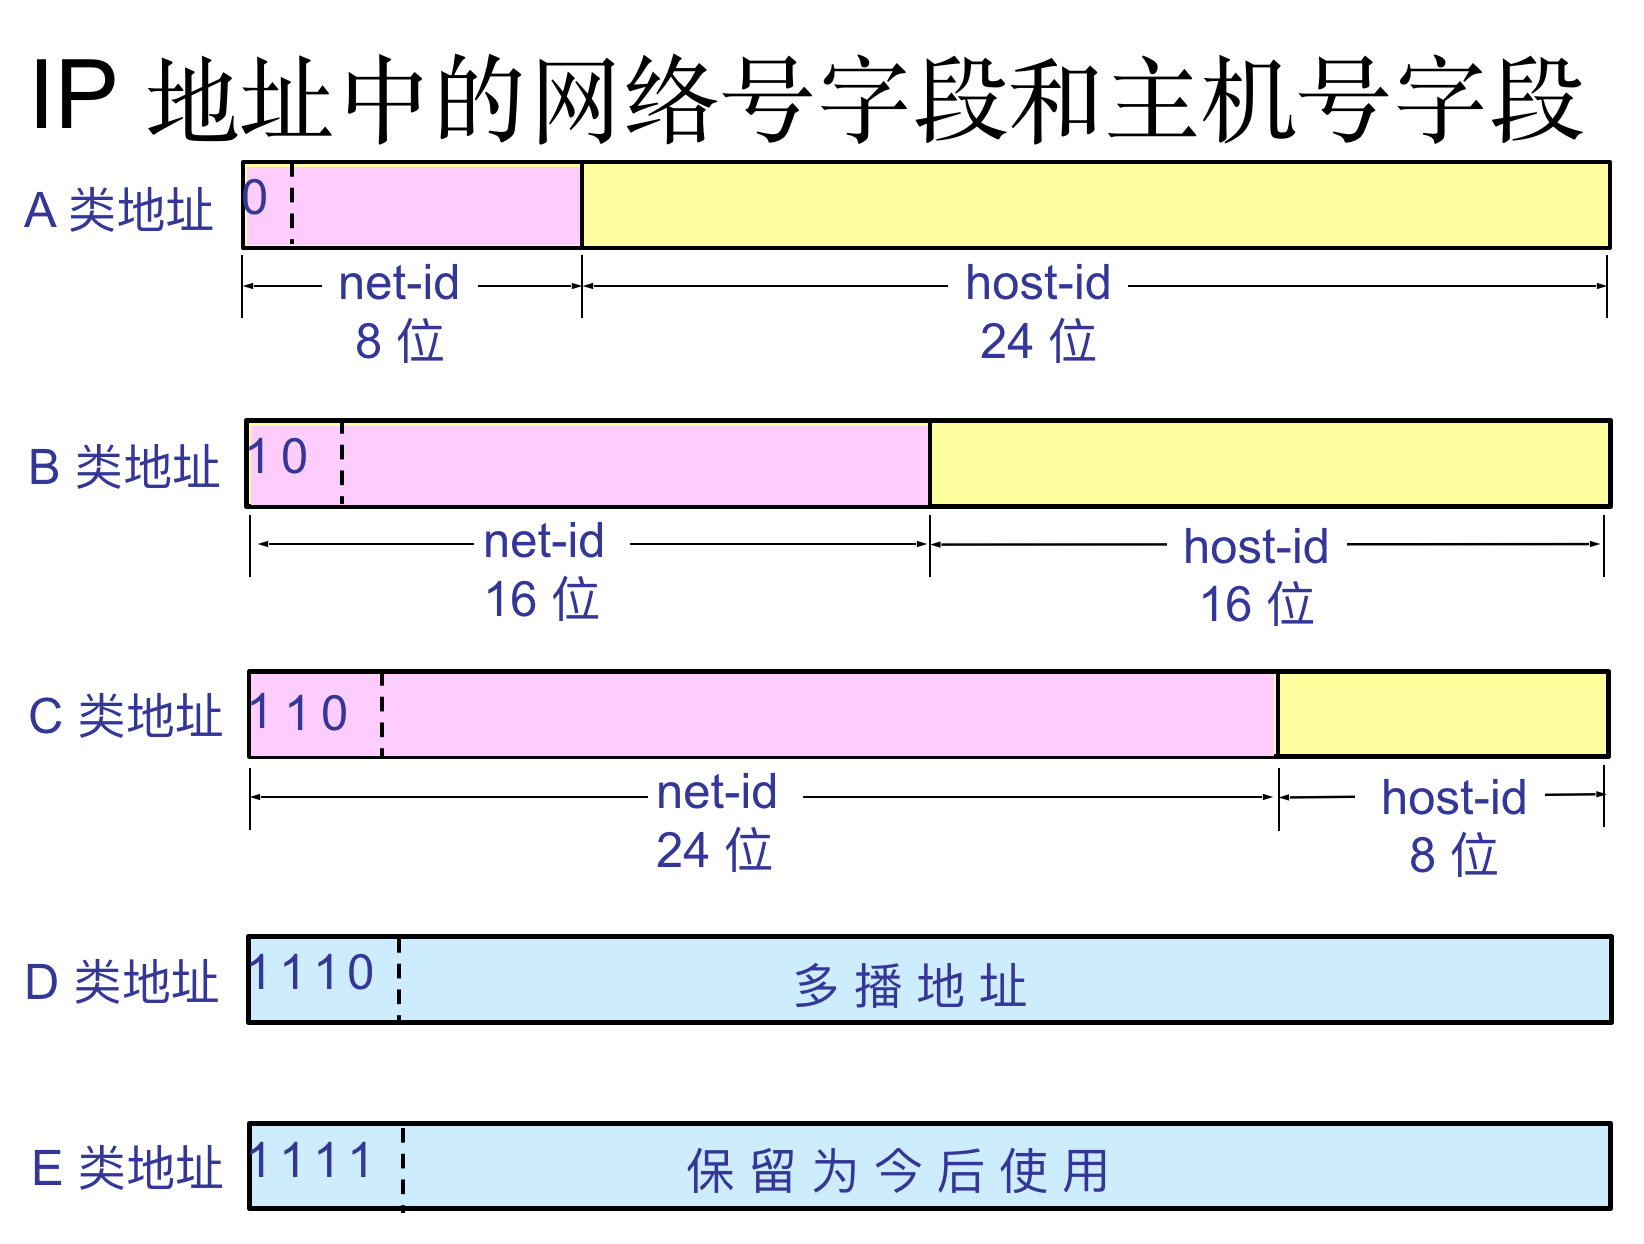 IP 地址中的网络号字段和主机号字段
A 类地址
0
net-id
8 位
host-id
24 位
B 类地址
1 0
net-id
16 位
host-id
16 位
C 类地址
1 1 0
net-id
24 位
host-id
8 位
D 类地址
1 1 1 0
多 播 地 址
E 类地址
1 1 1 1
保 留 为 今 后 使 用